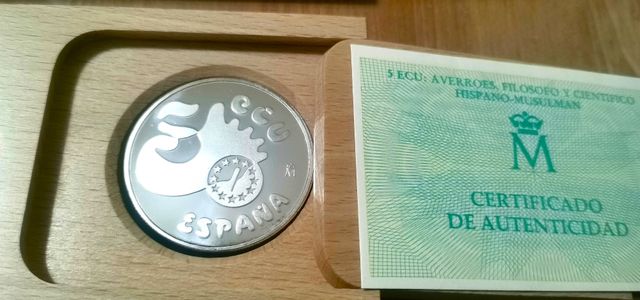 5 ECU: AVERROES, FILOSOFO Y CIENTIFICO
HISPANO-MUSULMAN
M
CERTIFICADO
DE AUTENTICIDAD
ECU
M
ESPAÑA